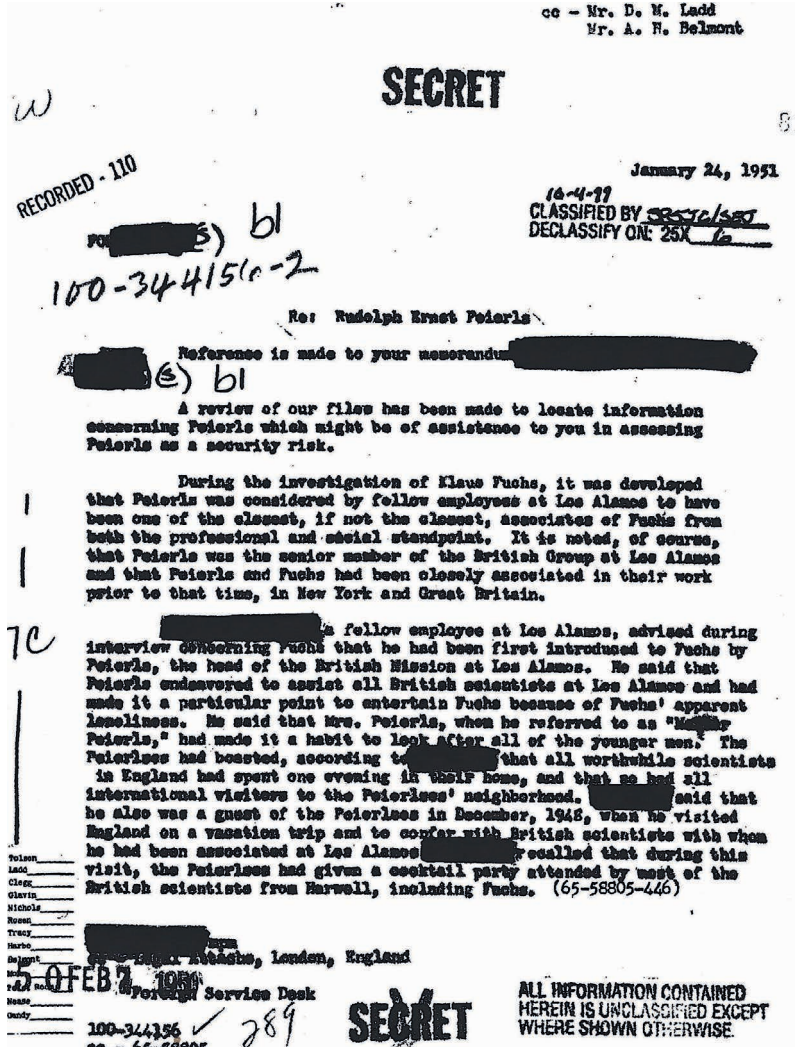 cc - Mr. D. M. Ladd
Mr. A. H. Belmont
SECRET
W
8
January 24, 1951
RECORDED - 110
10-4-99
CLASSIFIED BY
DECLASSIFY ON: 25X 6
(S) b1
100-344156-2
Re: Rudolph Ernst Peierls
Reference is made to your memorandum
(S) b1
A review of our files has been made to locate information
concerning Peierls which might be of assistance to you in assessing
Peierls as a security risk.
During the investigation of Klaus Fuchs, it was developed
that Peierls was considered by fellow employees at Los Alamos to have
been one of the closest, if not the closest, associates of Fuchs from
both the professional and social standpoint. It is noted, of course,
that Peierls was the senior member of the British Group at Los Alamos
and that Peierls and Fuchs had been closely associated in their work
prior to that time, in New York and Great Britain.
7C
a fellow employee at Los Alamos, advised during
interview concerning Fuchs that he had been first introduced to Fuchs by
Peierls, the head of the British Mission at Los Alamos. He said that
Peierls endeavored to assist all British scientists at Los Alamos and had
made it a particular point to entertain Fuchs because of Fuchs' apparent
loneliness. He said that Mrs. Peierls, whom he referred to as "
Peierls," had made it a habit to look after all of the younger men. The
Peierlses had boasted, according to that all worthwhile scientists
in England had spent one evening in their home, and that so had all
international visitors to the Peierlses' neighborhood. said that
he also was a guest of the Peierlses in December, 1948, when he visited
England on a vacation trip and to confer with British scientists with whom
he had been associated at Los Alamos recalled that during this
visit, the Peierlses had given a cocktail party attended by most of the
British scientists from Harwell, including Fuchs. (65-58805-446)
Tolson
Ladd
Clegg
Glavin
Nichols
Rosen
Tracy
Harbo
Belmont
Mohr
Tele. Room
Nease
Gandy
Legal Attache, London, England
50 FEB 7 1951
Foreign Service Desk
100-344156 ✓ 289
cc - 65-58805
SECRET
ALL INFORMATION CONTAINED
HEREIN IS UNCLASSIFIED EXCEPT
WHERE SHOWN OTHERWISE.